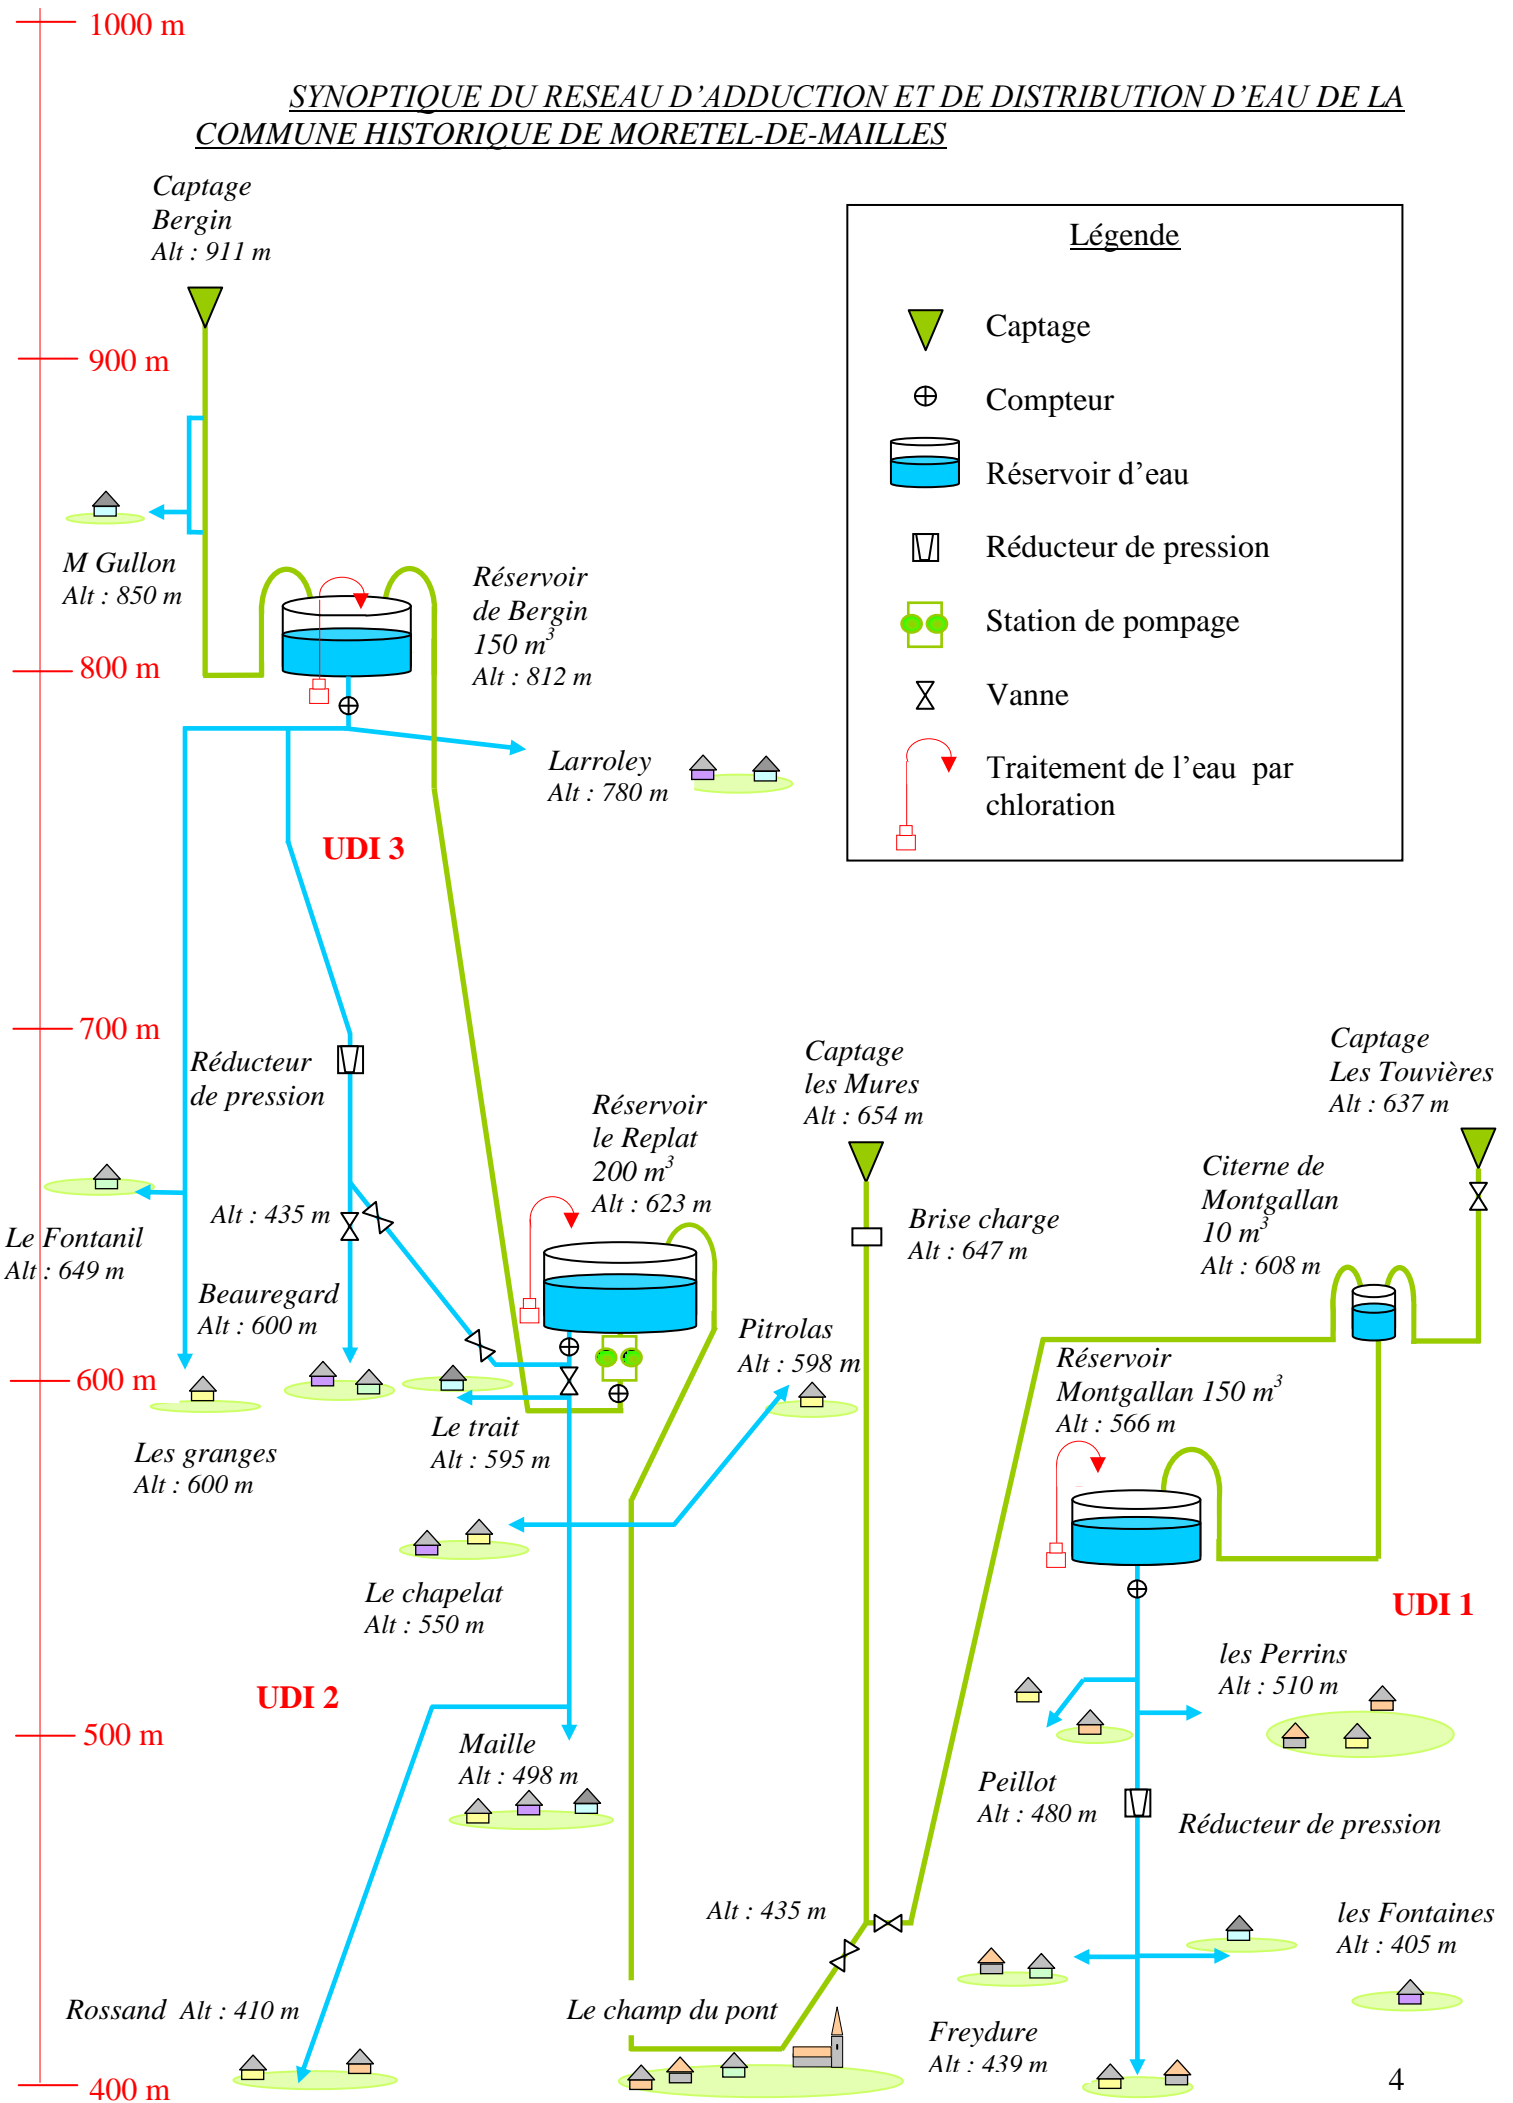 1000 m
SYNOPTIQUE DU RESEAU D'ADDUCTION ET DE DISTRIBUTION D'EAU DE LA
COMMUNE HISTORIQUE DE MORETEL-DE-MAILLES
Captage
Bergin
Alt : 911 m
Légende
Captage
Compteur
Réservoir d'eau
Réducteur de pression
Station de pompage
Vanne
Traitement de l'eau par
chloration
900 m
M Gullon
Alt : 850 m
Réservoir
de Bergin
150 m³
Alt : 812 m
800 m
Larroley
Alt : 780 m
UDI 3
700 m
Réducteur
de pression
Captage
les Mures
Alt : 654 m
Captage
Les Touvières
Alt : 637 m
Réservoir
le Replat
200 m³
Alt : 623 m
Citerne de
Montgallan
10 m³
Alt : 608 m
Brise charge
Alt : 647 m
Alt : 435 m
Le Fontanil
Alt : 649 m
Beauregard
Alt : 600 m
Pitrolas
Alt : 598 m
600 m
Réservoir
Montgallan 150 m³
Alt : 566 m
Le trait
Alt : 595 m
Les granges
Alt : 600 m
Le chapelat
Alt : 550 m
UDI 1
UDI 2
les Perrins
Alt : 510 m
500 m
Maille
Alt : 498 m
Peillot
Alt : 480 m
Réducteur de pression
Alt : 435 m
les Fontaines
Alt : 405 m
Rossand Alt : 410 m
Le champ du pont
Freydure
Alt : 439 m
400 m
4